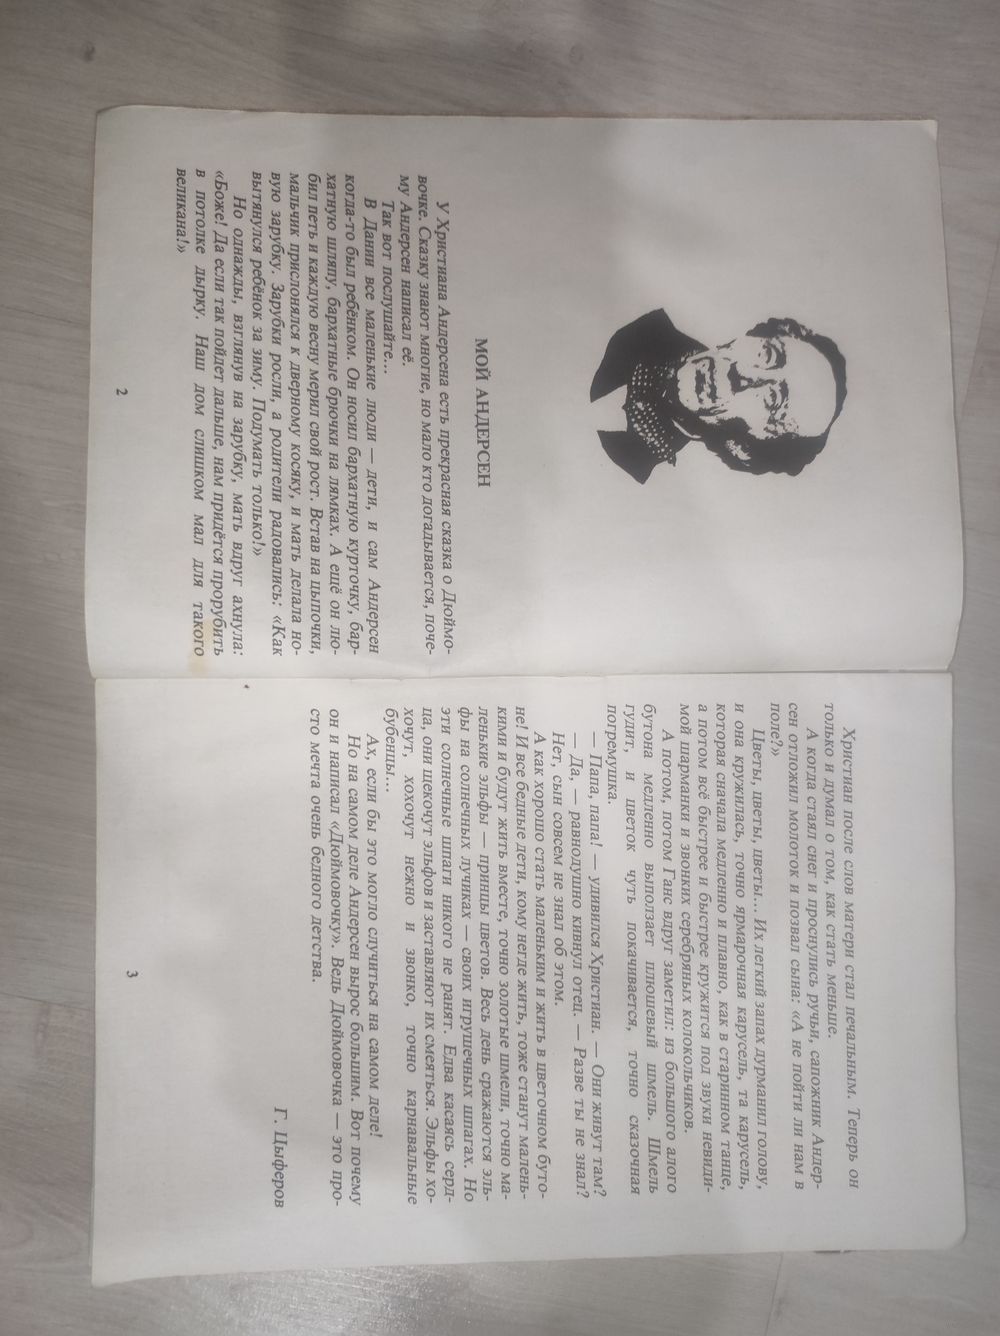 МОЙ АНДЕРСЕН
У Христиана Андерсена есть прекрасная сказка о Дюймо-
вочке. Сказку знают многие, но мало кто догадывается, поче-
му Андерсен написал её.
Так вот послушайте...
В Дании все маленькие люди — дети, и сам Андерсен
когда-то был ребёнком. Он носил бархатную курточку, бар-
хатную шляпу, бархатные брючки на лямках. А ещё он лю-
бил петь и каждую весну мерил свой рост. Встав на цыпочки,
мальчик прислонялся к дверному косяку, и мать делала но-
вую зарубку. Зарубки росли, а родители радовались: «Как
вытянулся ребёнок за зиму. Подумать только!»
Но однажды, взглянув на зарубку, мать вдруг ахнула:
«Боже! Да если так пойдет дальше, нам придётся прорубить
в потолке дырку. Наш дом слишком мал для такого
великана!»
2
Христиан после слов матери стал печальным. Теперь он
только и думал о том, как стать меньше.
А когда стаял снег и проснулись ручьи, сапожник Андер-
сен отложил молоток и позвал сына: «А не пойти ли нам в
поле?»
Цветы, цветы, цветы... Их легкий запах дурманил голову,
и она кружилась, точно ярмарочная карусель, та карусель,
которая сначала медленно и плавно, как в старинном танце,
а потом всё быстрее и быстрее кружится под звуки невиди-
мой шарманки и звонких серебряных колокольчиков.
А потом, потом Ганс вдруг заметил: из большого алого
бутона медленно выползает плюшевый шмель. Шмель
гудит, и цветок чуть покачивается, точно сказочная
погремушка.
— Папа, папа! — удивился Христиан. — Они живут там?
— Да, — равнодушно кивнул отец. — Разве ты не знал?
Нет, сын совсем не знал об этом.
А как хорошо стать маленьким и жить в цветочном буто-
не! И все бедные дети, кому негде жить, тоже станут малень-
кими и будут жить вместе, точно золотые шмели, точно ма-
ленькие эльфы — принцы цветов. Весь день сражаются эль-
фы на солнечных лучиках — своих игрушечных шпагах. Но
эти солнечные шпаги никого не ранят. Едва касаясь серд-
ца, они щекочут эльфов и заставляют их смеяться. Эльфы хо-
хочут, хохочут нежно и звонко, точно карнавальные
бубенцы...
Ах, если бы это могло случиться на самом деле!
Но на самом деле Андерсен вырос большим. Вот почему
он и написал «Дюймовочку». Ведь Дюймовочка — это про-
сто мечта очень бедного детства.
Г. Цыферов
3